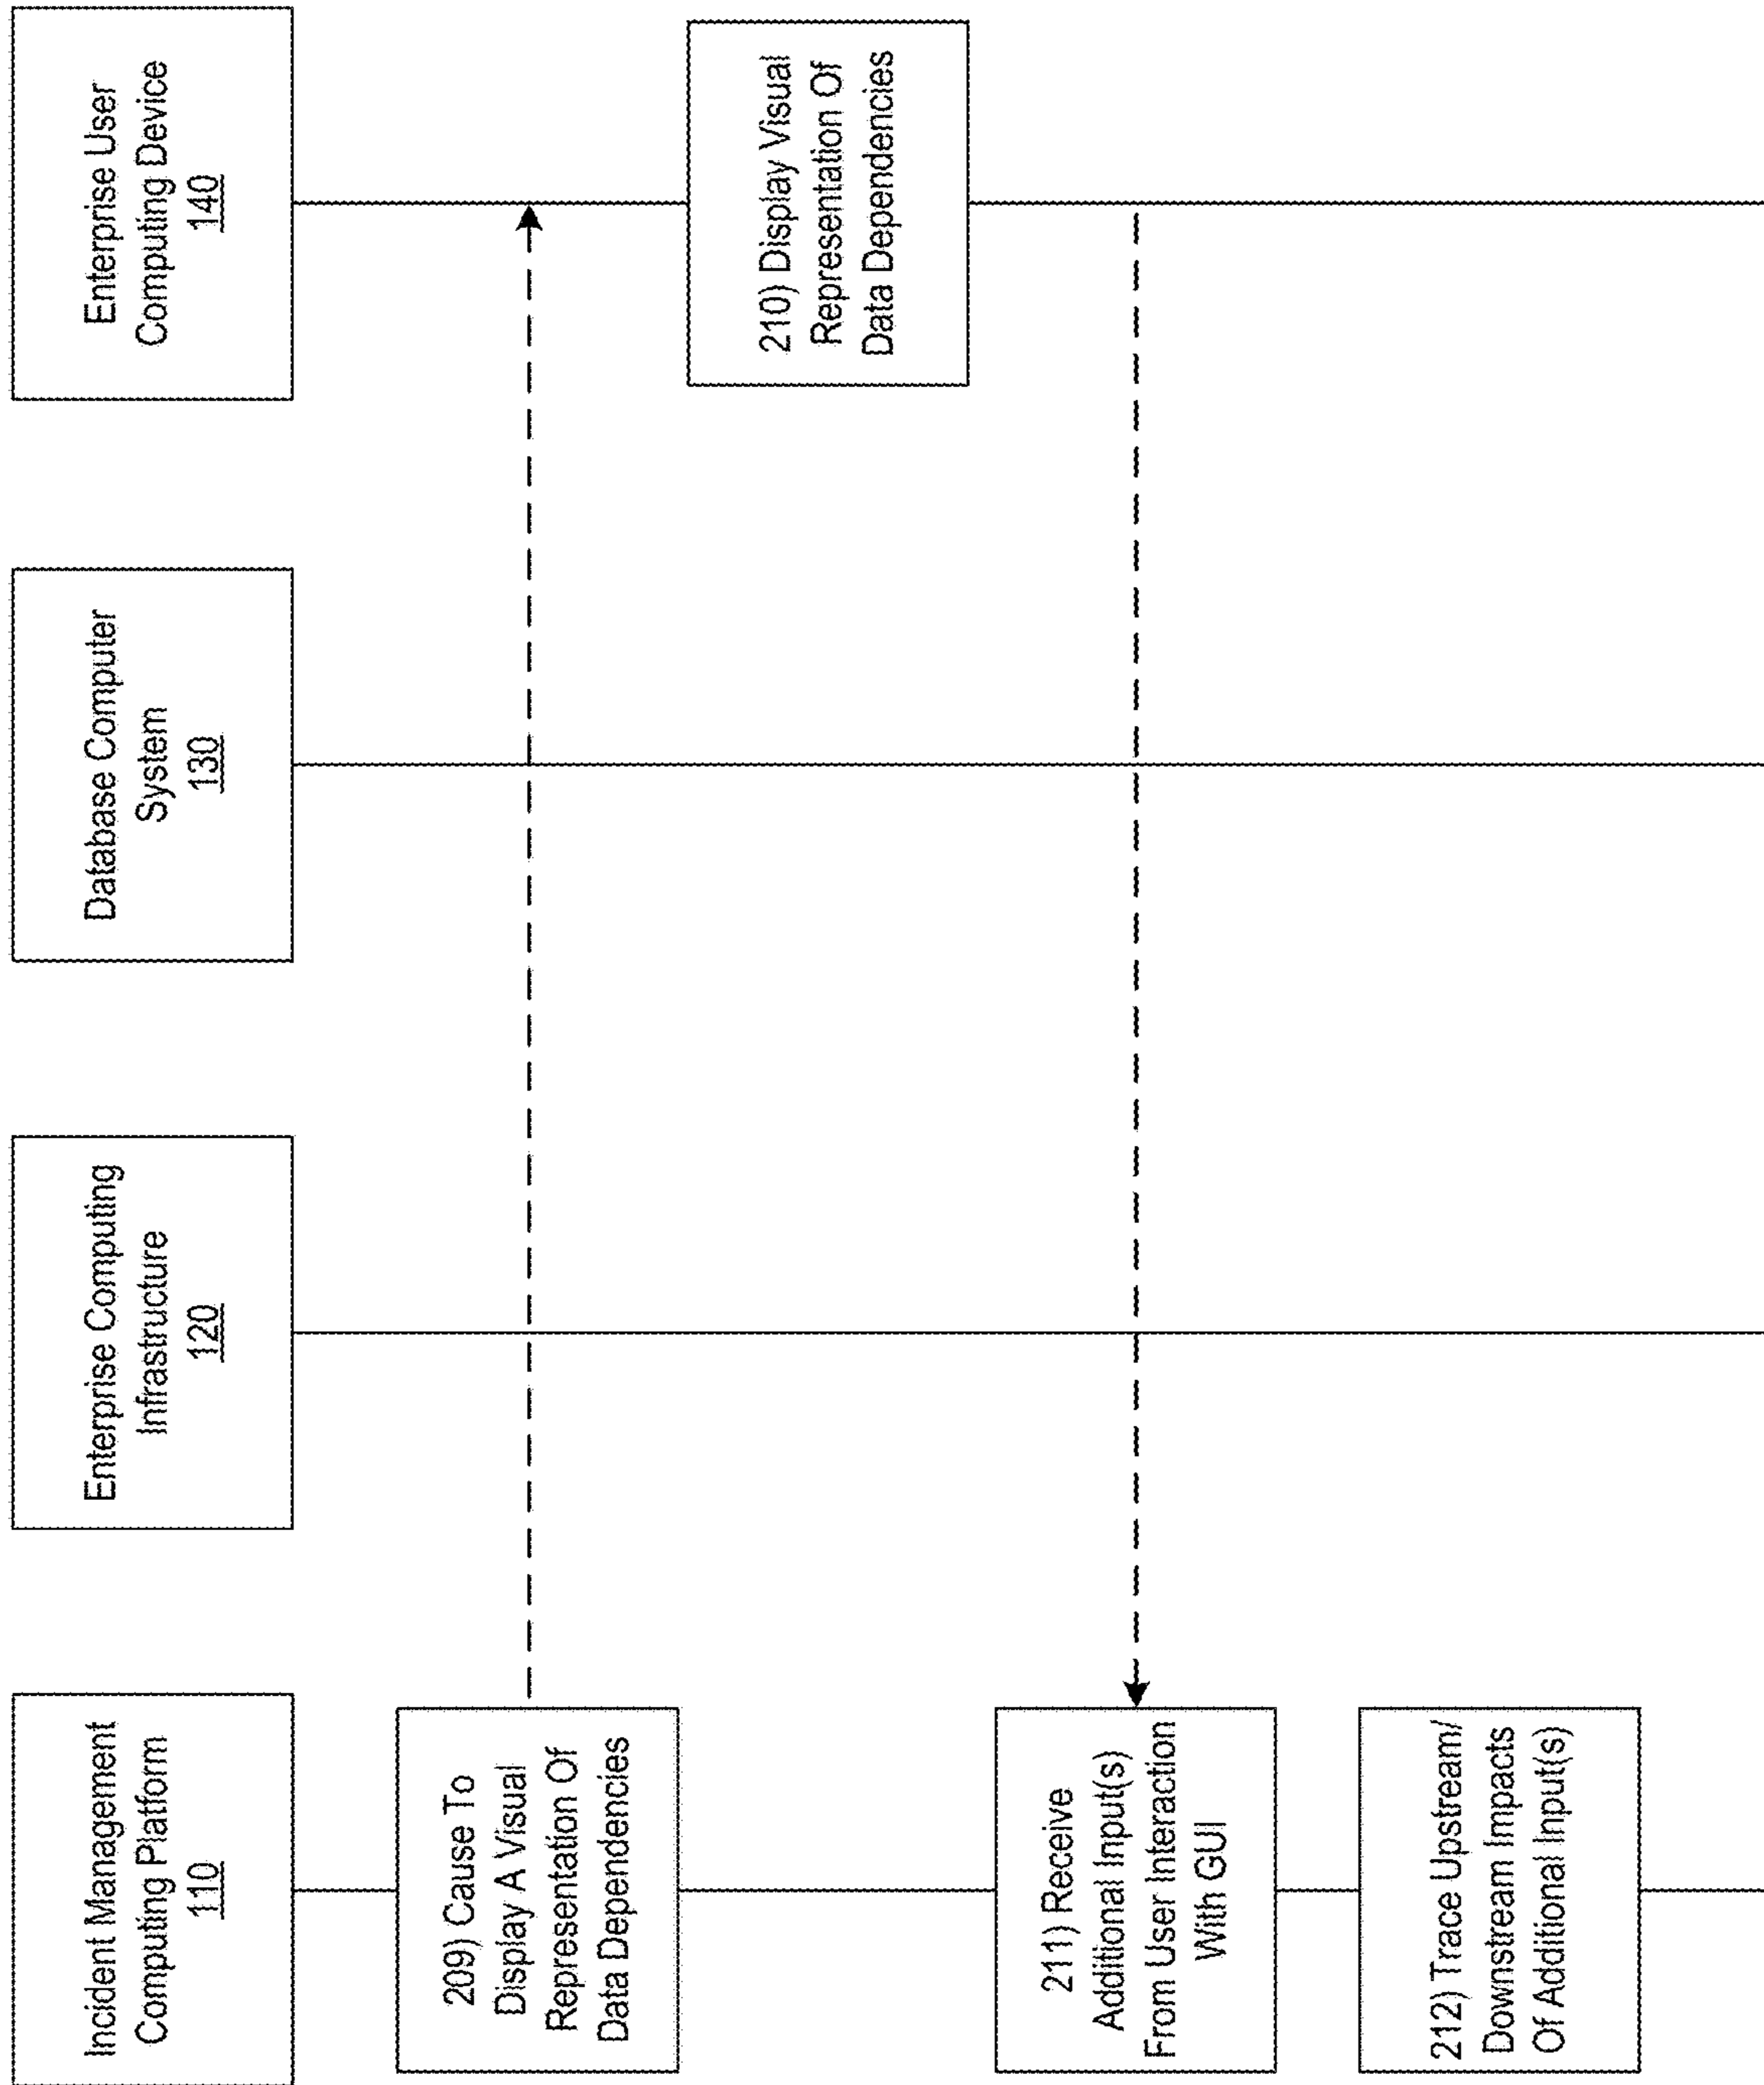 Incident Management
Computing Platform
110
Enterprise Computing
Infrastructure
120
Database Computer
System
130
Enterprise User
Computing Device
140
209) Cause To
Display A Visual
Representation Of
Data Dependencies
210) Display Visual
Representation Of
Data Dependencies
211) Receive
Additional Input(s)
From User Interaction
With GUI
212) Trace Upstream/
Downstream Impacts
Of Additional Input(s)